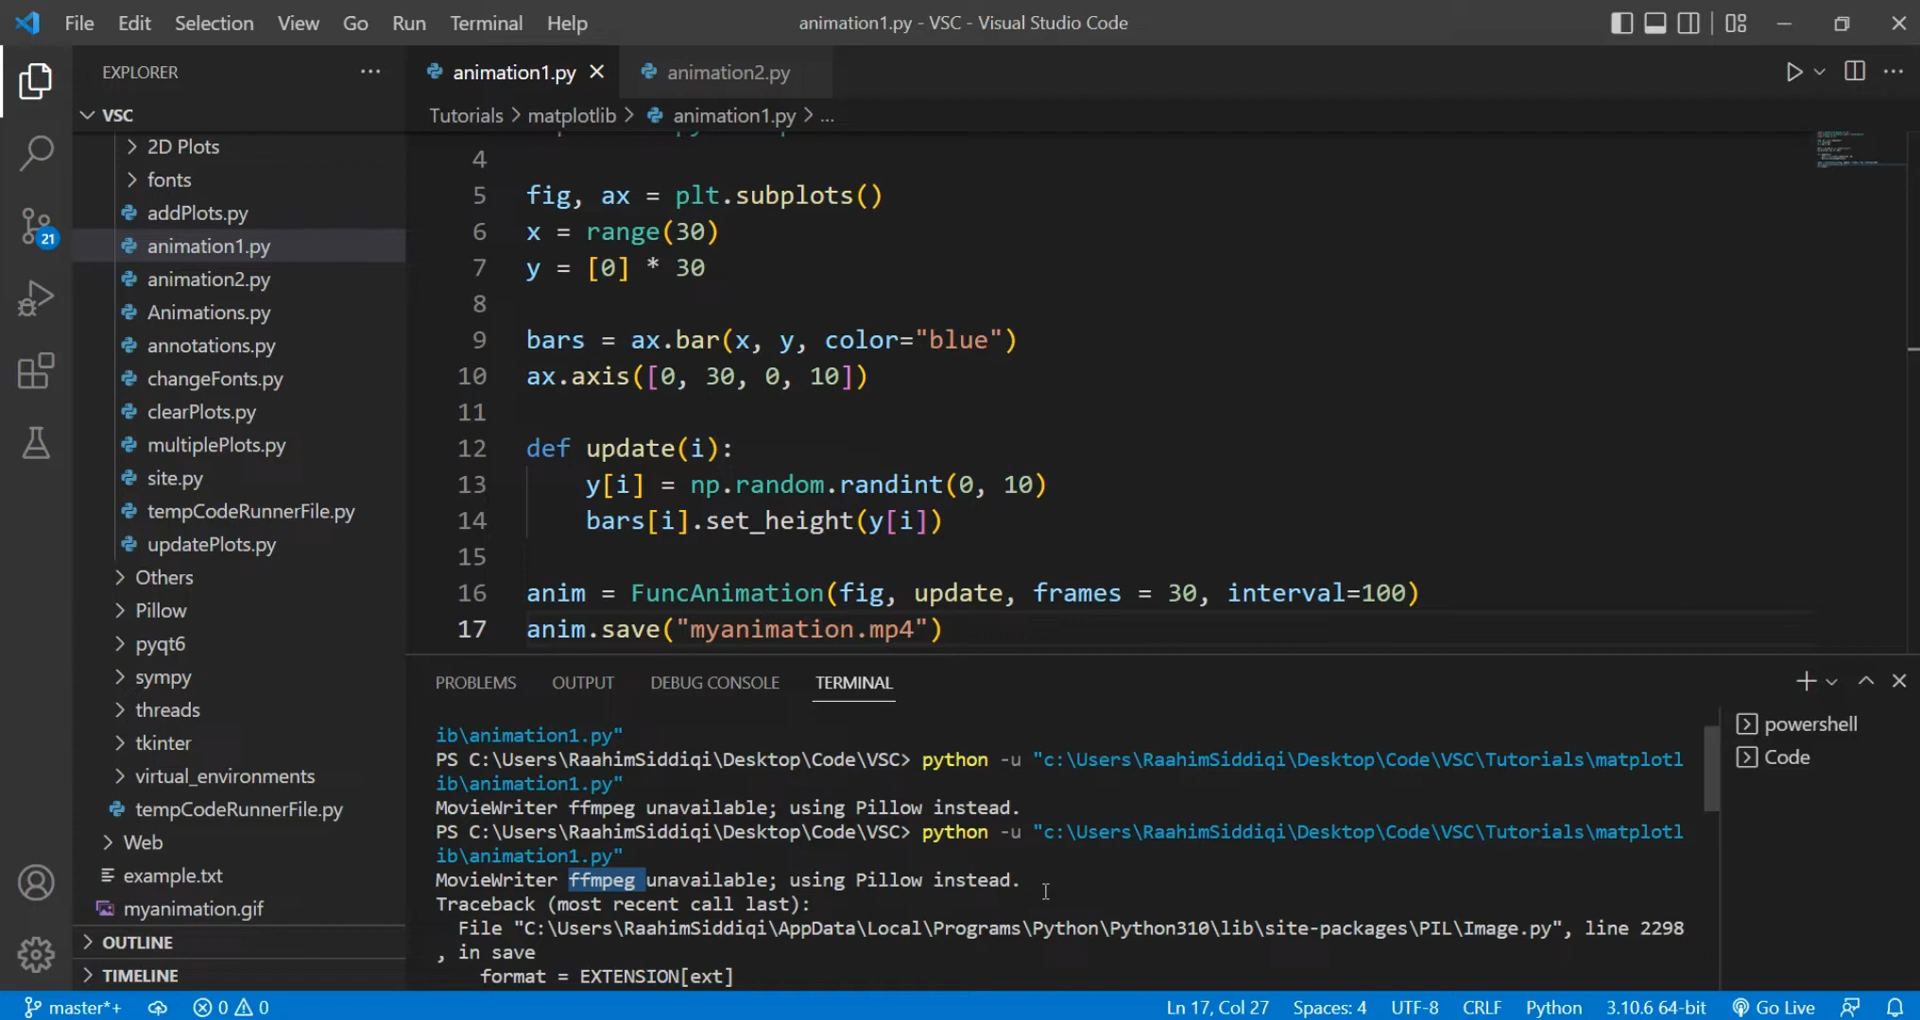 File Edit Selection View Go Run Terminal Help
animation1.py - VSC - Visual Studio Code
EXPLORER
animation1.py
animation2.py
VSC
Tutorials > matplotlib > animation1.py > ...
2D Plots
fonts
addPlots.py
animation1.py
animation2.py
Animations.py
annotations.py
changeFonts.py
clearPlots.py
multiplePlots.py
site.py
tempCodeRunnerFile.py
updatePlots.py
Others
Pillow
pyqt6
sympy
threads
tkinter
virtual_environments
tempCodeRunnerFile.py
Web
example.txt
myanimation.gif
OUTLINE
TIMELINE
21
4
5 fig, ax = plt.subplots()
6 x = range(30)
7 y = [0] * 30
8
9 bars = ax.bar(x, y, color="blue")
10 ax.axis([0, 30, 0, 10])
11
12 def update(i):
13 y[i] = np.random.randint(0, 10)
14 bars[i].set_height(y[i])
15
16 anim = FuncAnimation(fig, update, frames = 30, interval=100)
17 anim.save("myanimation.mp4")
PROBLEMS OUTPUT DEBUG CONSOLE TERMINAL
ib\animation1.py"
PS C:\Users\RaahimSiddiqi\Desktop\Code\VSC> python -u "c:\Users\RaahimSiddiqi\Desktop\Code\VSC\Tutorials\matplotl
ib\animation1.py"
MovieWriter ffmpeg unavailable; using Pillow instead.
PS C:\Users\RaahimSiddiqi\Desktop\Code\VSC> python -u "c:\Users\RaahimSiddiqi\Desktop\Code\VSC\Tutorials\matplotl
ib\animation1.py"
MovieWriter ffmpeg unavailable; using Pillow instead.
Traceback (most recent call last):
File "C:\Users\RaahimSiddiqi\AppData\Local\Programs\Python\Python310\lib\site-packages\PIL\Image.py", line 2298
, in save
format = EXTENSION[ext]
powershell
Code
master*+ 0 0
Ln 17, Col 27 Spaces: 4 UTF-8 CRLF Python 3.10.6 64-bit Go Live